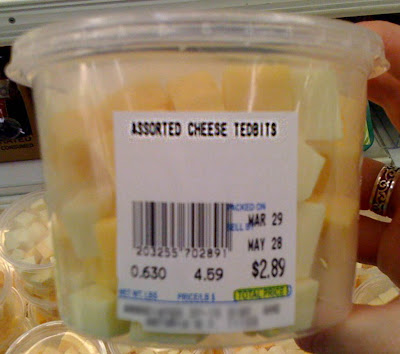 ASSORTED CHEESE TEDBITS
PACKED ON
MAR 29
SELL BY
MAY 28
203255 702891
0.630 4.59 $2.89
NET WT. LBS PRICE/LB $ TOTAL PRICE